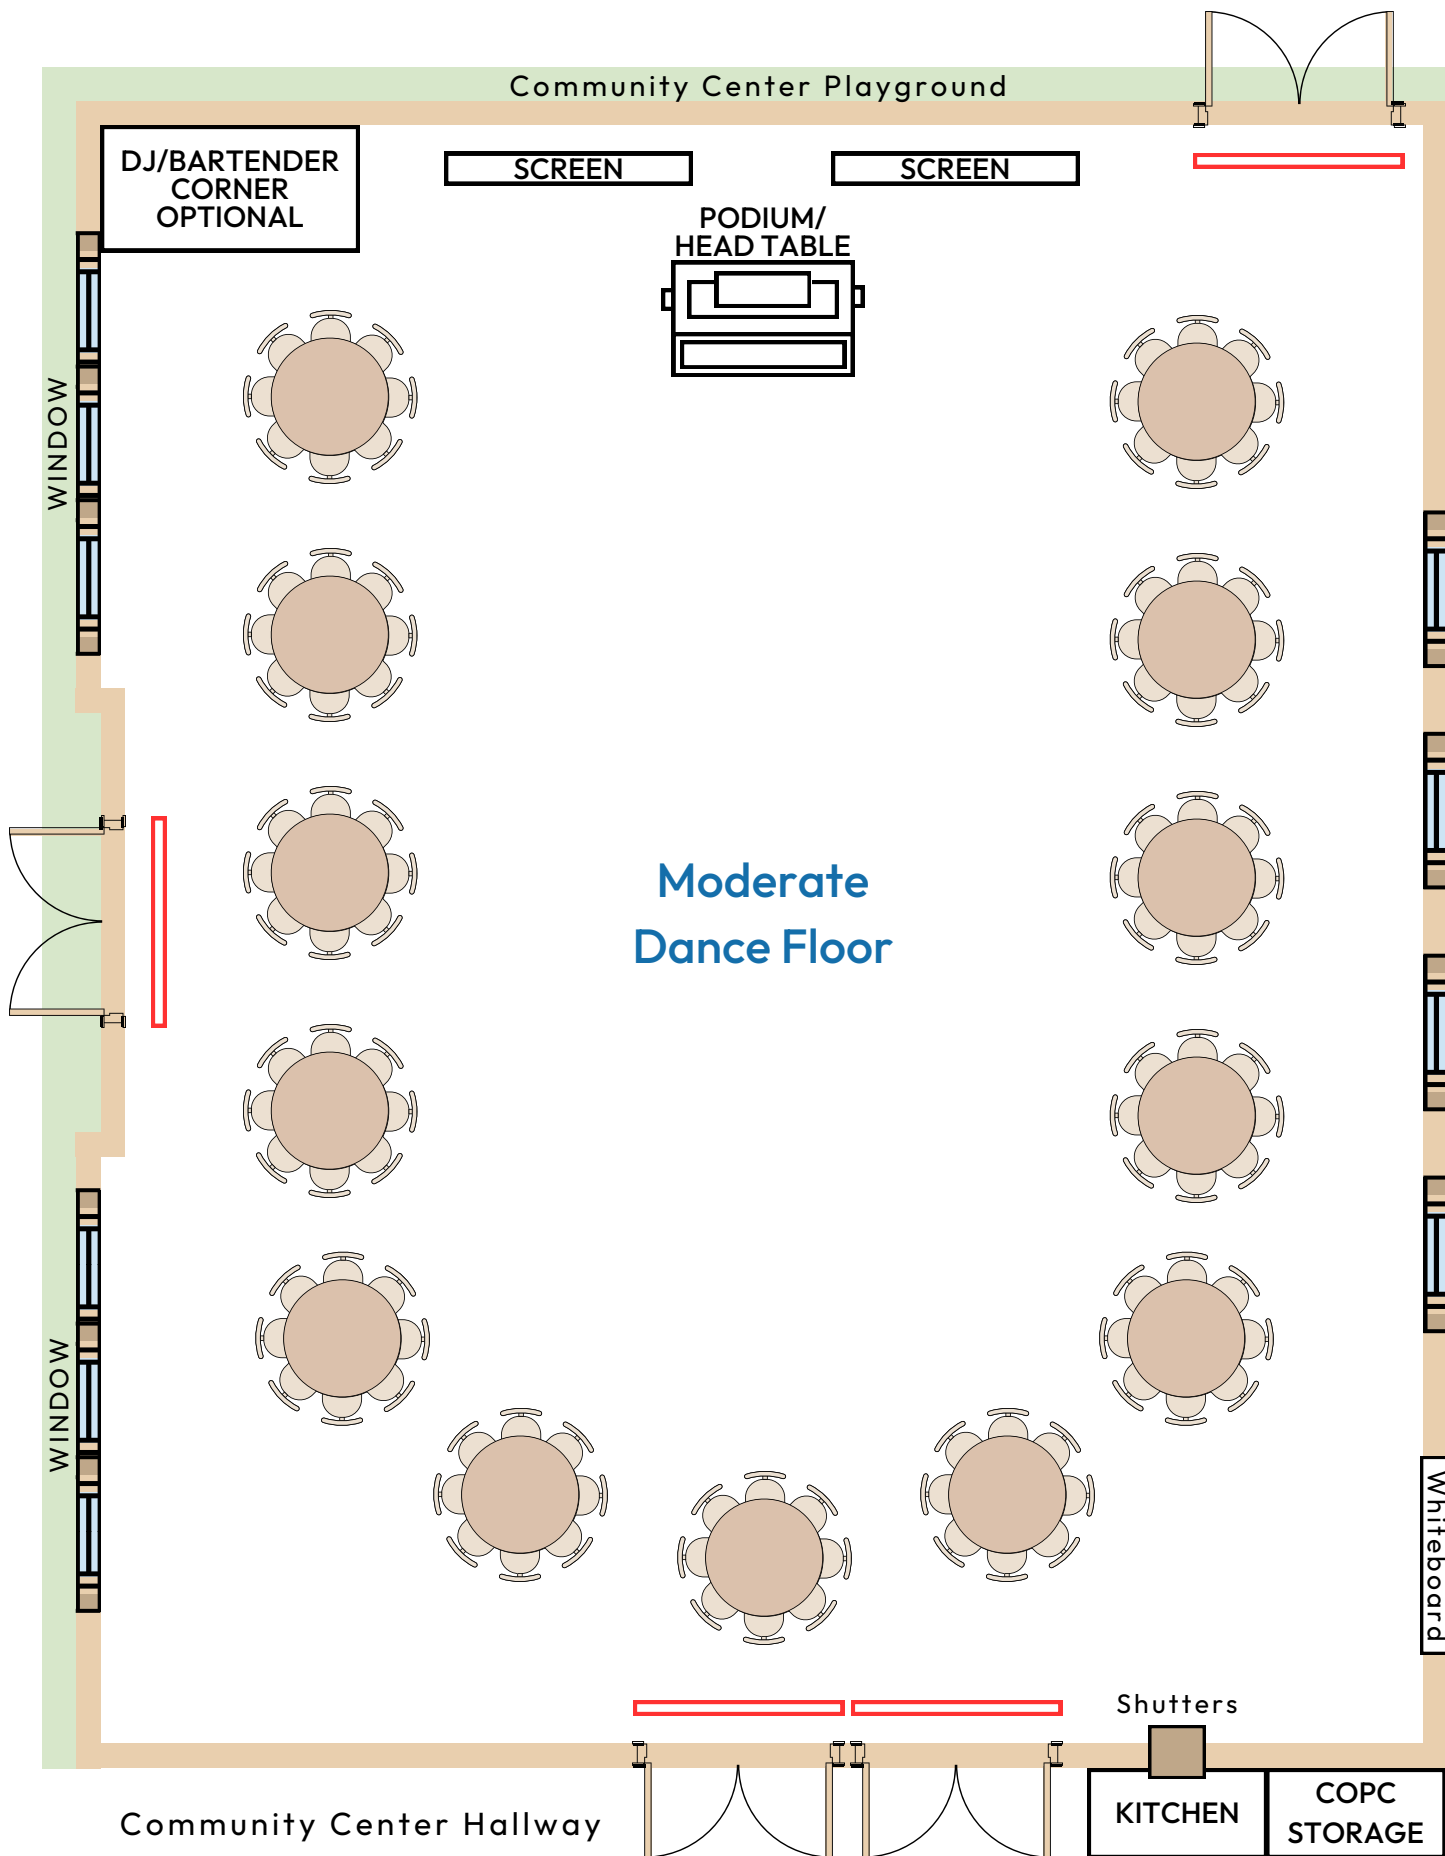 Community Center Playground
DJ/BARTENDER
CORNER
OPTIONAL
SCREEN
SCREEN
PODIUM/
HEAD TABLE
WINDOW
Moderate
Dance Floor
WINDOW
Whiteboard
Shutters
Community Center Hallway
KITCHEN
COPC
STORAGE